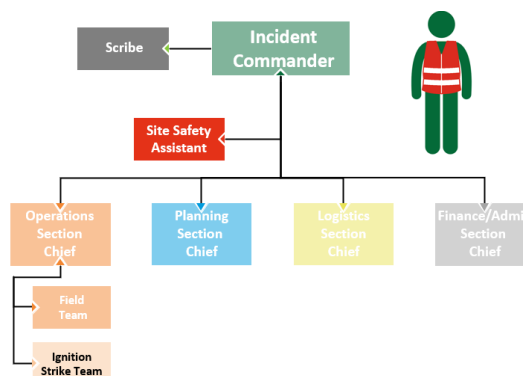 Scribe
Incident
Commander
Site Safety
Assistant
Operations
Section
Chief
Planning
Section
Chief
Logistics
Section
Chief
Finance/Admi
Section
Chief
Field
Team
Ignition
Strike Team